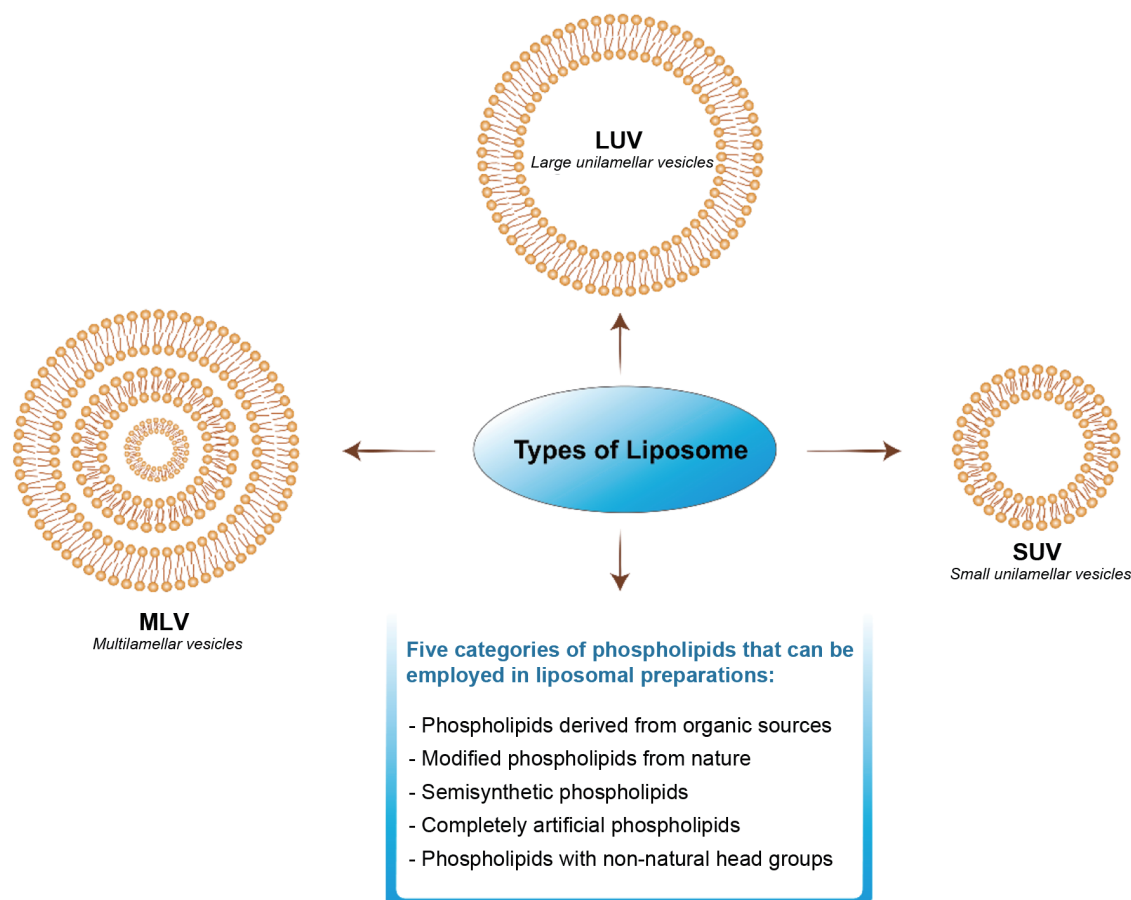 LUV
Large unilamellar vesicles
Types of Liposome
MLV
Multilamellar vesicles
SUV
Small unilamellar vesicles
Five categories of phospholipids that can be
employed in liposomal preparations:
- Phospholipids derived from organic sources
- Modified phospholipids from nature
- Semisynthetic phospholipids
- Completely artificial phospholipids
- Phospholipids with non-natural head groups